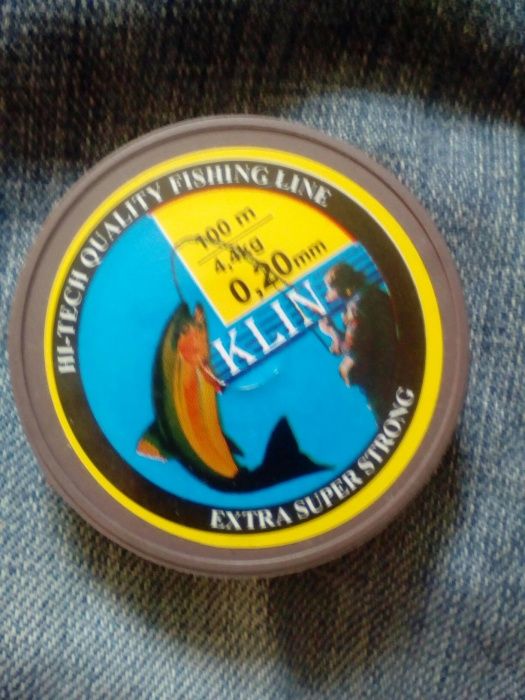 HI-TECH QUALITY FISHING LINE
100 m
4,4kg
0,20mm
KLIN
EXTRA SUPER STRONG